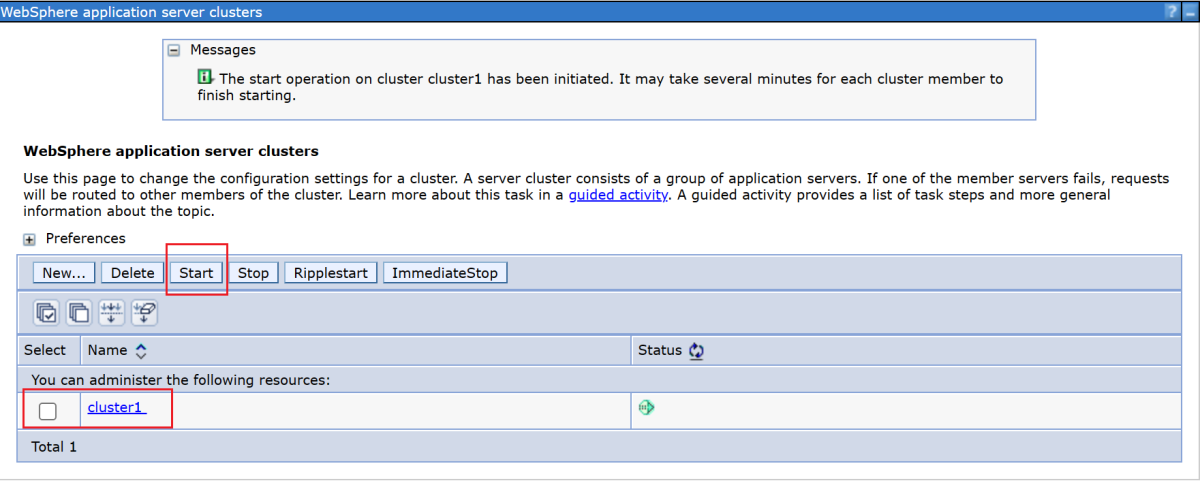 WebSphere application server clusters
Messages
The start operation on cluster cluster1 has been initiated. It may take several minutes for each cluster member to
finish starting.
WebSphere application server clusters
Use this page to change the configuration settings for a cluster. A server cluster consists of a group of application servers. If one of the member servers fails, requests
will be routed to other members of the cluster. Learn more about this task in a guided activity. A guided activity provides a list of task steps and more general
information about the topic.
Preferences
New... Delete Start Stop Ripplestart ImmediateStop
Select Name Status
You can administer the following resources:
cluster1
Total 1